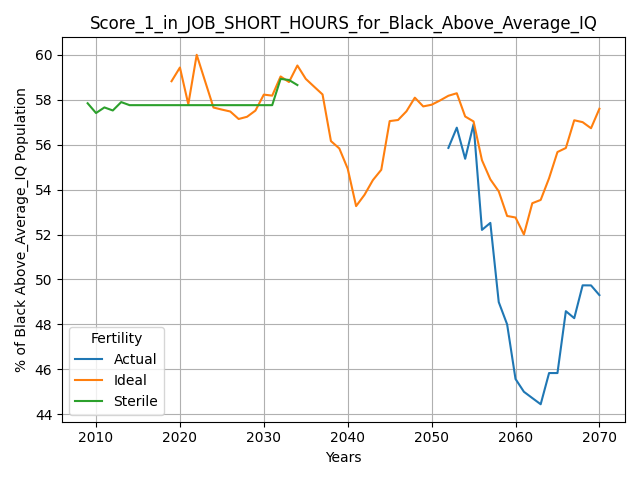 Score_1_in_JOB_SHORT_HOURS_for_Black_Above_Average_IQ
% of Black Above_Average_IQ Population
60
58
56
54
52
50
48
46
44
Fertility
Actual
Ideal
Sterile
2010 2020 2030 2040 2050 2060 2070
Years